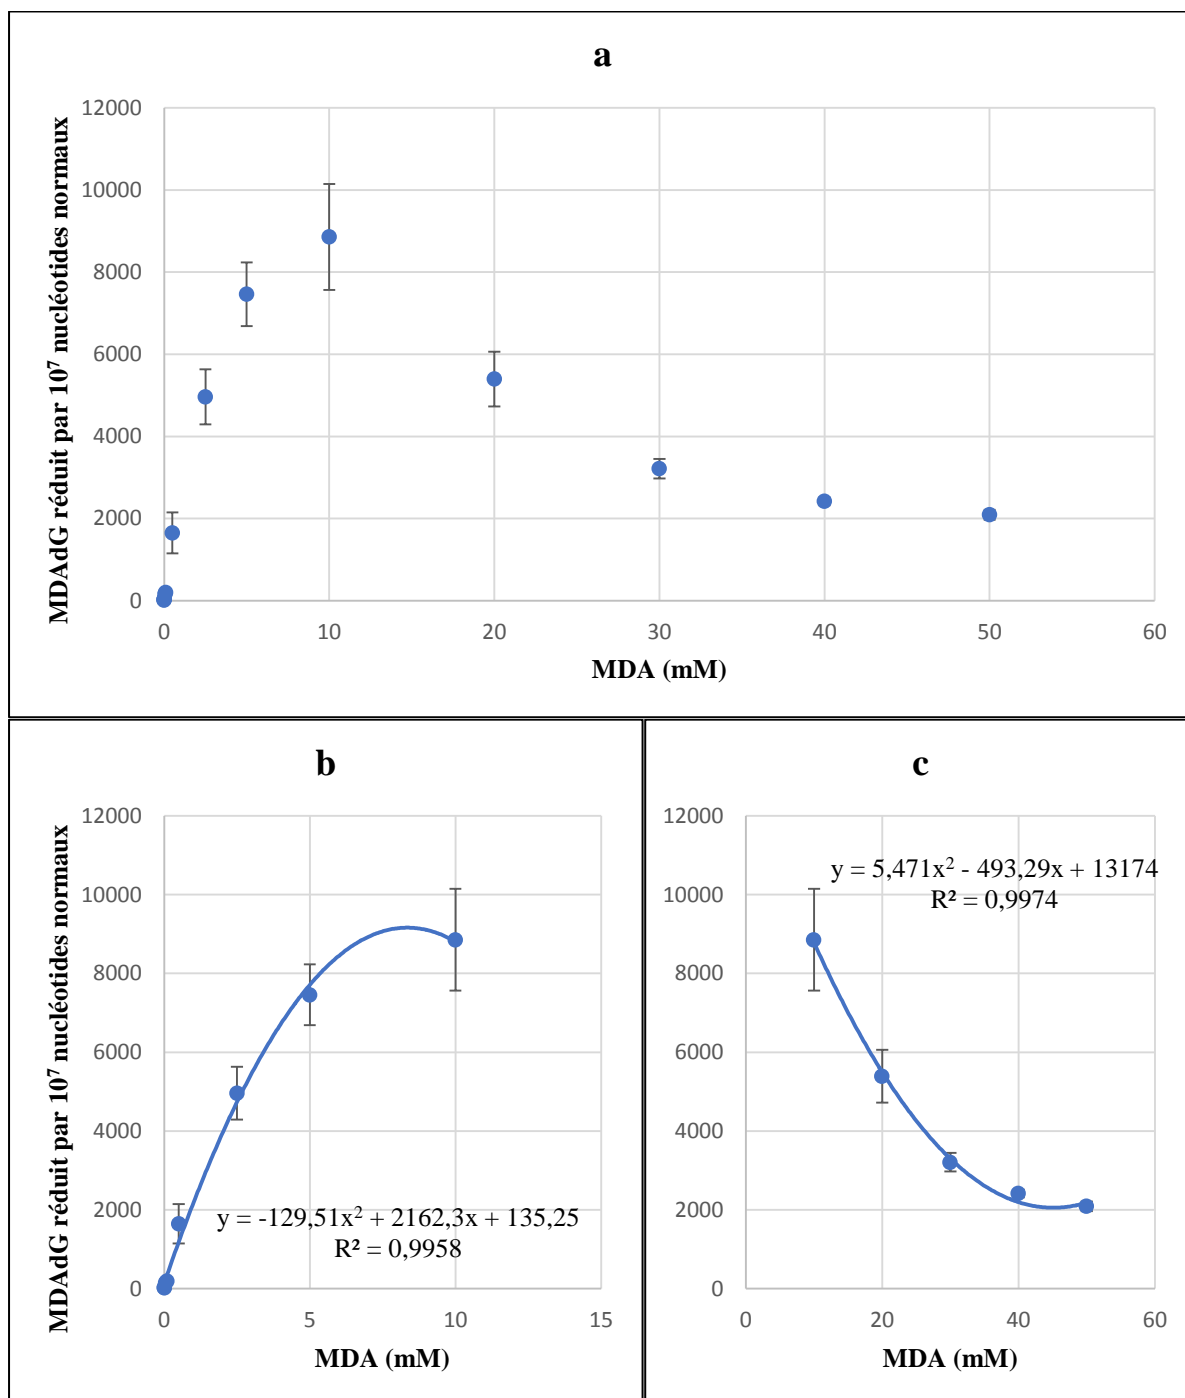 a
MDAdG réduit par 10⁷ nucléotides normaux
12000
10000
8000
6000
4000
2000
0
0 10 20 30 40 50 60
MDA (mM)
b
MDAdG réduit par 10⁷ nucléotides normaux
12000
10000
8000
6000
4000
2000
0
y = -129,51x² + 2162,3x + 135,25
R² = 0,9958
0 5 10 15
MDA (mM)
c
12000
10000
8000
6000
4000
2000
0
y = 5,471x² - 493,29x + 13174
R² = 0,9974
0 20 40 60
MDA (mM)